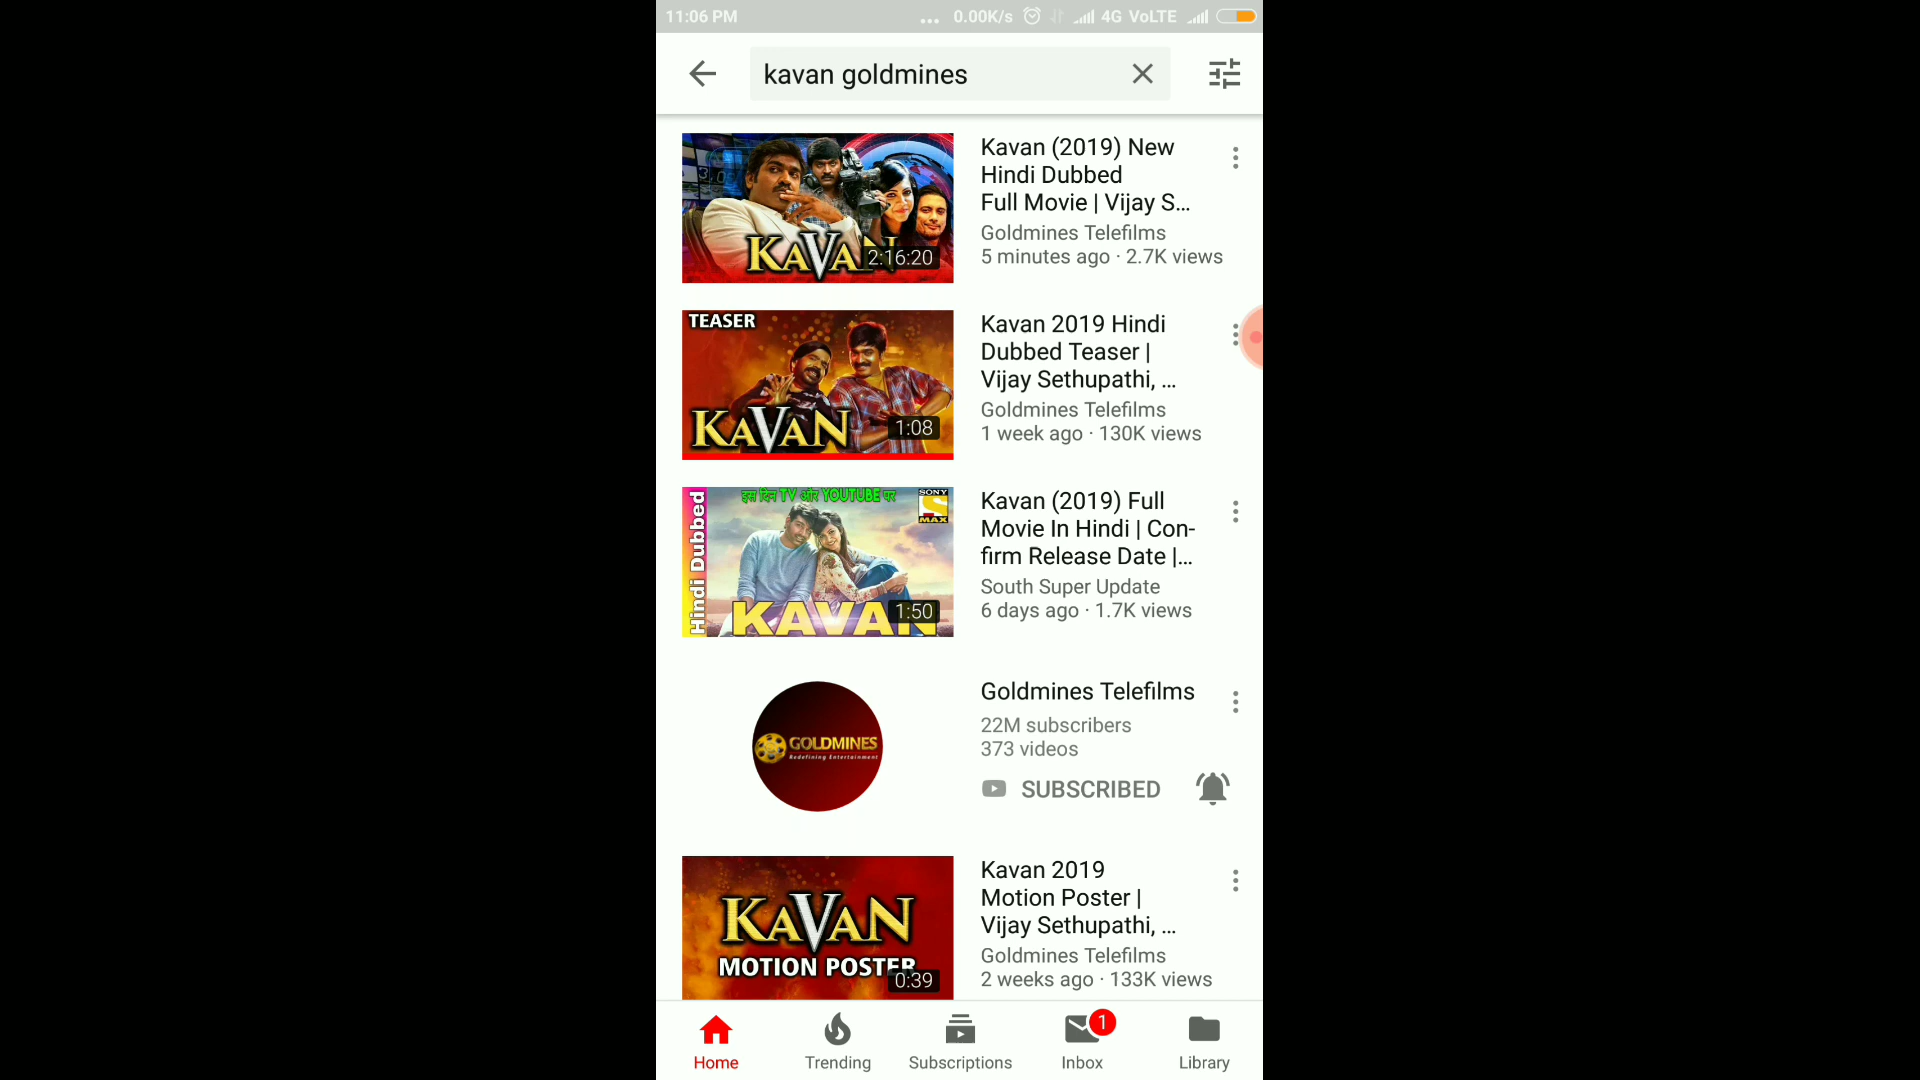 11:06 PM
... 0.00K/s 4G VoLTE
kavan goldmines
KAVAN
2:16:20
Kavan (2019) New
Hindi Dubbed
Full Movie | Vijay S...
Goldmines Telefilms
5 minutes ago · 2.7K views
TEASER
KAVAN
1:08
Kavan 2019 Hindi
Dubbed Teaser |
Vijay Sethupathi, ...
Goldmines Telefilms
1 week ago · 130K views
Hindi Dubbed
इस दिन TV और YOUTUBE पर
SONY
MAX
KAVAN
1:50
Kavan (2019) Full
Movie In Hindi | Con-
firm Release Date |...
South Super Update
6 days ago · 1.7K views
GOLDMINES
Redefining Entertainment
Goldmines Telefilms
22M subscribers
373 videos
SUBSCRIBED
KAVAN
MOTION POSTER
0:39
Kavan 2019
Motion Poster |
Vijay Sethupathi, ...
Goldmines Telefilms
2 weeks ago · 133K views
1
Home Trending Subscriptions Inbox Library